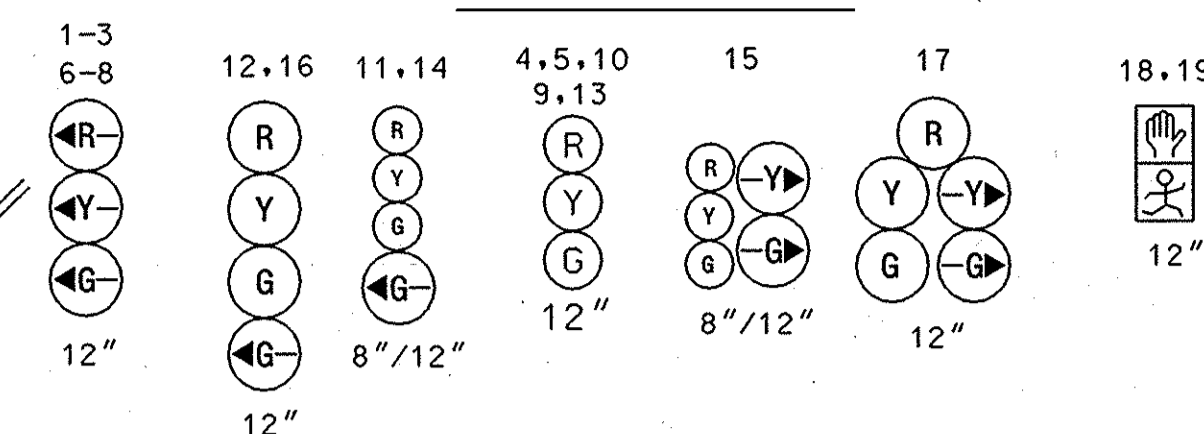 1-3
6-8
◄R-
◄Y-
◄G-
12"
12,16
R
Y
G
◄G-
12"
11,14
R
Y
G
◄G-
8"/12"
4,5,10
9,13
R
Y
G
12"
15
R
Y
G
-Y►
-G►
8"/12"
17
R
Y
-Y►
G
-G►
12"
18,19
12"